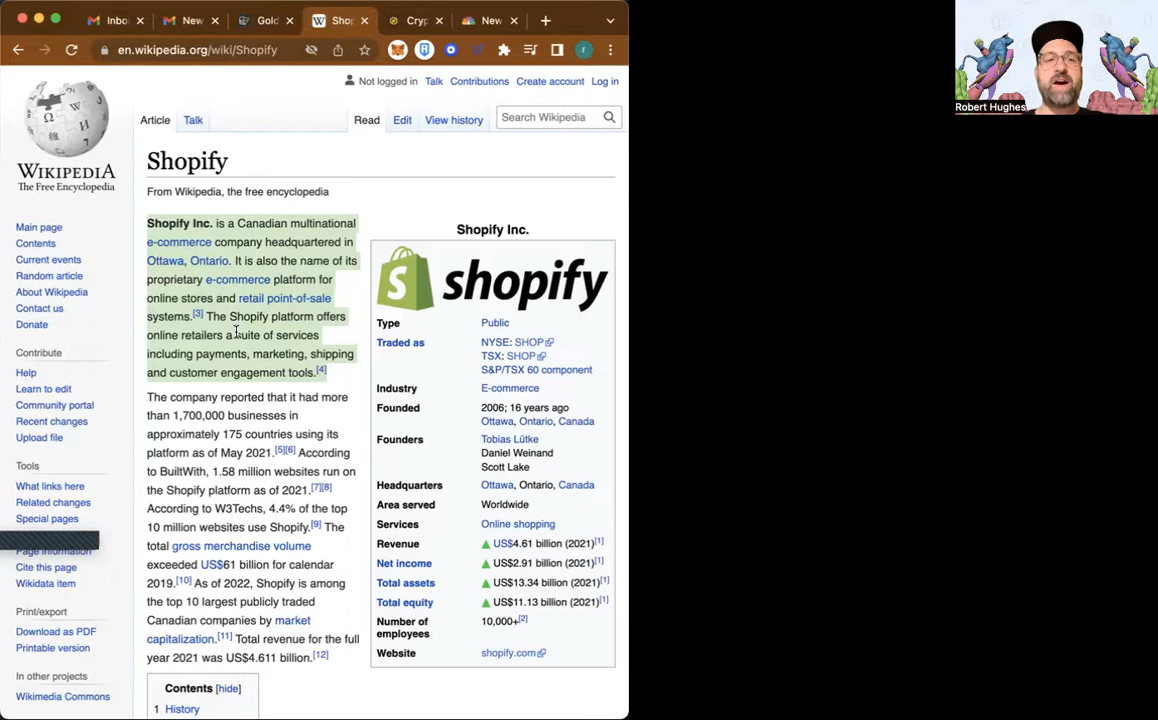 Inbo
New
Gold
Shop
Cryp
New
en.wikipedia.org/wiki/Shopify
r
Not logged in Talk Contributions Create account Log in
Article Talk Read Edit View history Search Wikipedia
WIKIPEDIA
The Free Encyclopedia
Main page
Contents
Current events
Random article
About Wikipedia
Contact us
Donate
Contribute
Help
Learn to edit
Community portal
Recent changes
Upload file
Tools
What links here
Related changes
Special pages
Page information
Cite this page
Wikidata item
Print/export
Download as PDF
Printable version
In other projects
Wikimedia Commons
Shopify
From Wikipedia, the free encyclopedia
Shopify Inc. is a Canadian multinational
e-commerce company headquartered in
Ottawa, Ontario. It is also the name of its
proprietary e-commerce platform for
online stores and retail point-of-sale
systems.[3] The Shopify platform offers
online retailers a suite of services
including payments, marketing, shipping
and customer engagement tools.[4]
The company reported that it had more
than 1,700,000 businesses in
approximately 175 countries using its
platform as of May 2021.[5][6] According
to BuiltWith, 1.58 million websites run on
the Shopify platform as of 2021.[7][8]
According to W3Techs, 4.4% of the top
10 million websites use Shopify.[9] The
total gross merchandise volume
exceeded US$61 billion for calendar
2019.[10] As of 2022, Shopify is among
the top 10 largest publicly traded
Canadian companies by market
capitalization.[11] Total revenue for the full
year 2021 was US$4.611 billion.[12]
Contents [hide]
1 History
Shopify Inc.
shopify
Type Public
Traded as NYSE: SHOP
TSX: SHOP
S&P/TSX 60 component
Industry E-commerce
Founded 2006; 16 years ago
Ottawa, Ontario, Canada
Founders Tobias Lütke
Daniel Weinand
Scott Lake
Headquarters Ottawa, Ontario, Canada
Area served Worldwide
Services Online shopping
Revenue ▲ US$4.61 billion (2021)[1]
Net income ▲ US$2.91 billion (2021)[1]
Total assets ▲ US$13.34 billion (2021)[1]
Total equity ▲ US$11.13 billion (2021)[1]
Number of employees 10,000+[2]
Website shopify.com
Robert Hughes